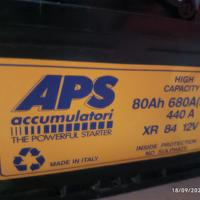 APS
accumulatori
THE POWERFUL STARTER
MADE IN ITALY
HIGH
CAPACITY
80Ah 680A(
440 A
XR 84 12V
INSIDE PROTECTION
NO SULPHATE
18/09/202